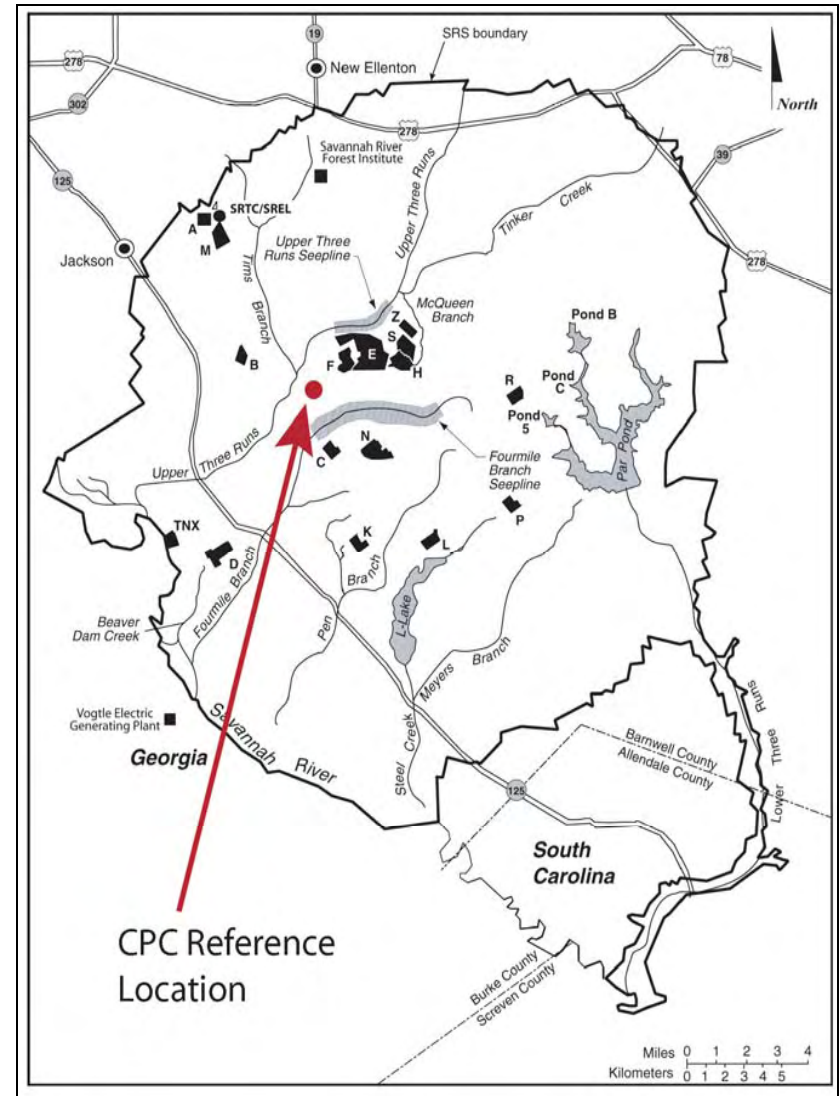 SRS boundary
19
278
New Ellenton
78
302
North
278
Savannah River
Forest Institute
39
125
4
SRTC/SREL
A
M
Jackson
Upper Three Runs
Tinker Creek
Upper Three
Runs Seepline
Tims Branch
278
McQueen
Branch
Z
Pond B
S
B
F
E
H
R
Pond
C
Pond
5
Par Pond
C
N
Fourmile
Branch
Seepline
Upper Three Runs
P
TNX
D
K
L
Fourmile Branch
Pen Branch
L-Lake
Beaver
Dam Creek
Meyers Branch
Vogtle Electric
Generating Plant
Georgia
Savannah River
Steel Creek
Barnwell County
Allendale County
Lower Three Runs
125
South
Carolina
CPC Reference
Location
Burke County
Screven County
Miles 0 1 2 3 4
Kilometers 0 1 2 3 4 5